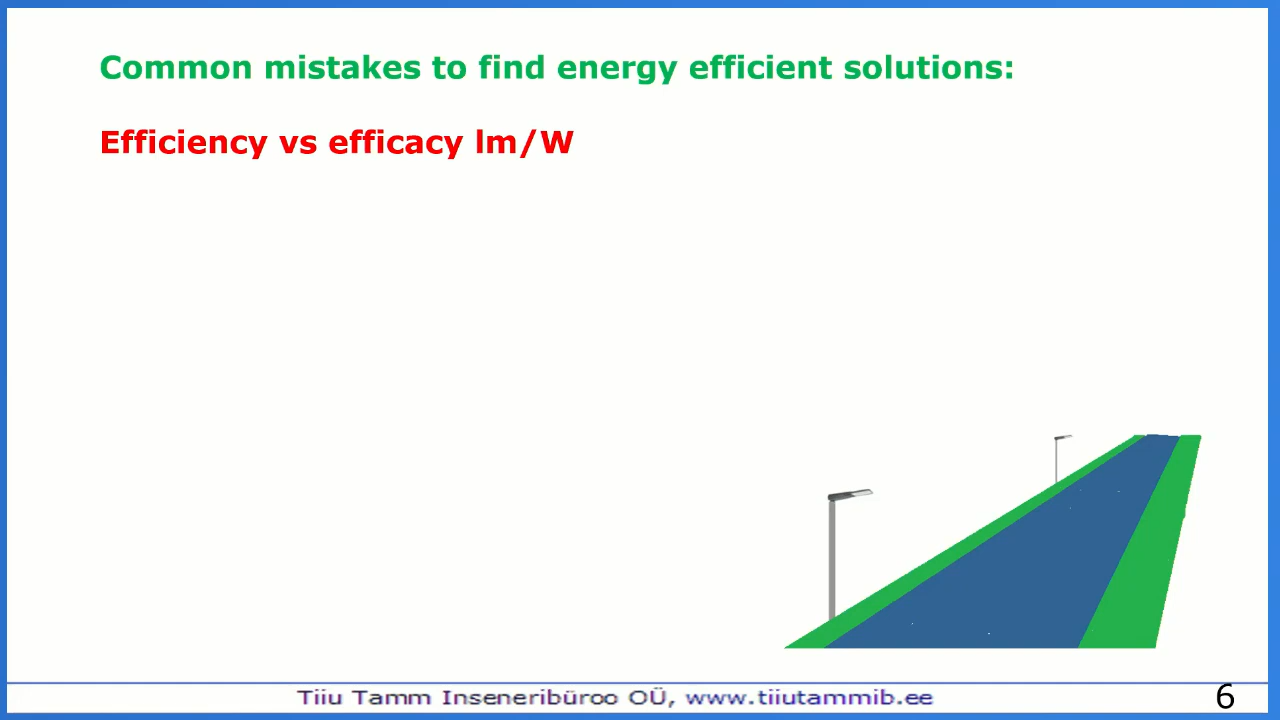 Common mistakes to find energy efficient solutions:
Efficiency vs efficacy lm/W
Tiiu Tamm Inseneribüroo OÜ, www.tiiutammib.ee
6